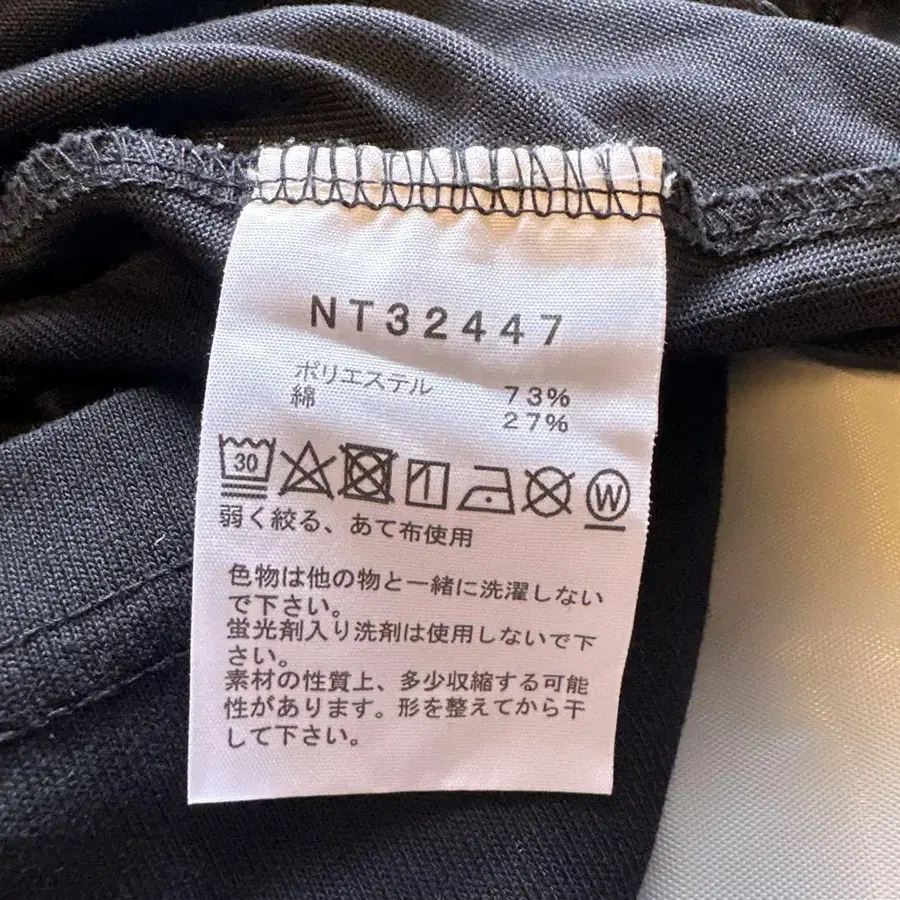 NT32447
ポリエステル 73%
綿 27%
30 W
弱く絞る、あて布使用
色物は他の物と一緒に洗濯しない
で下さい。
蛍光剤入り洗剤は使用しないで下
さい。
素材の性質上、多少収縮する可能
性があります。形を整えてから干
して下さい。